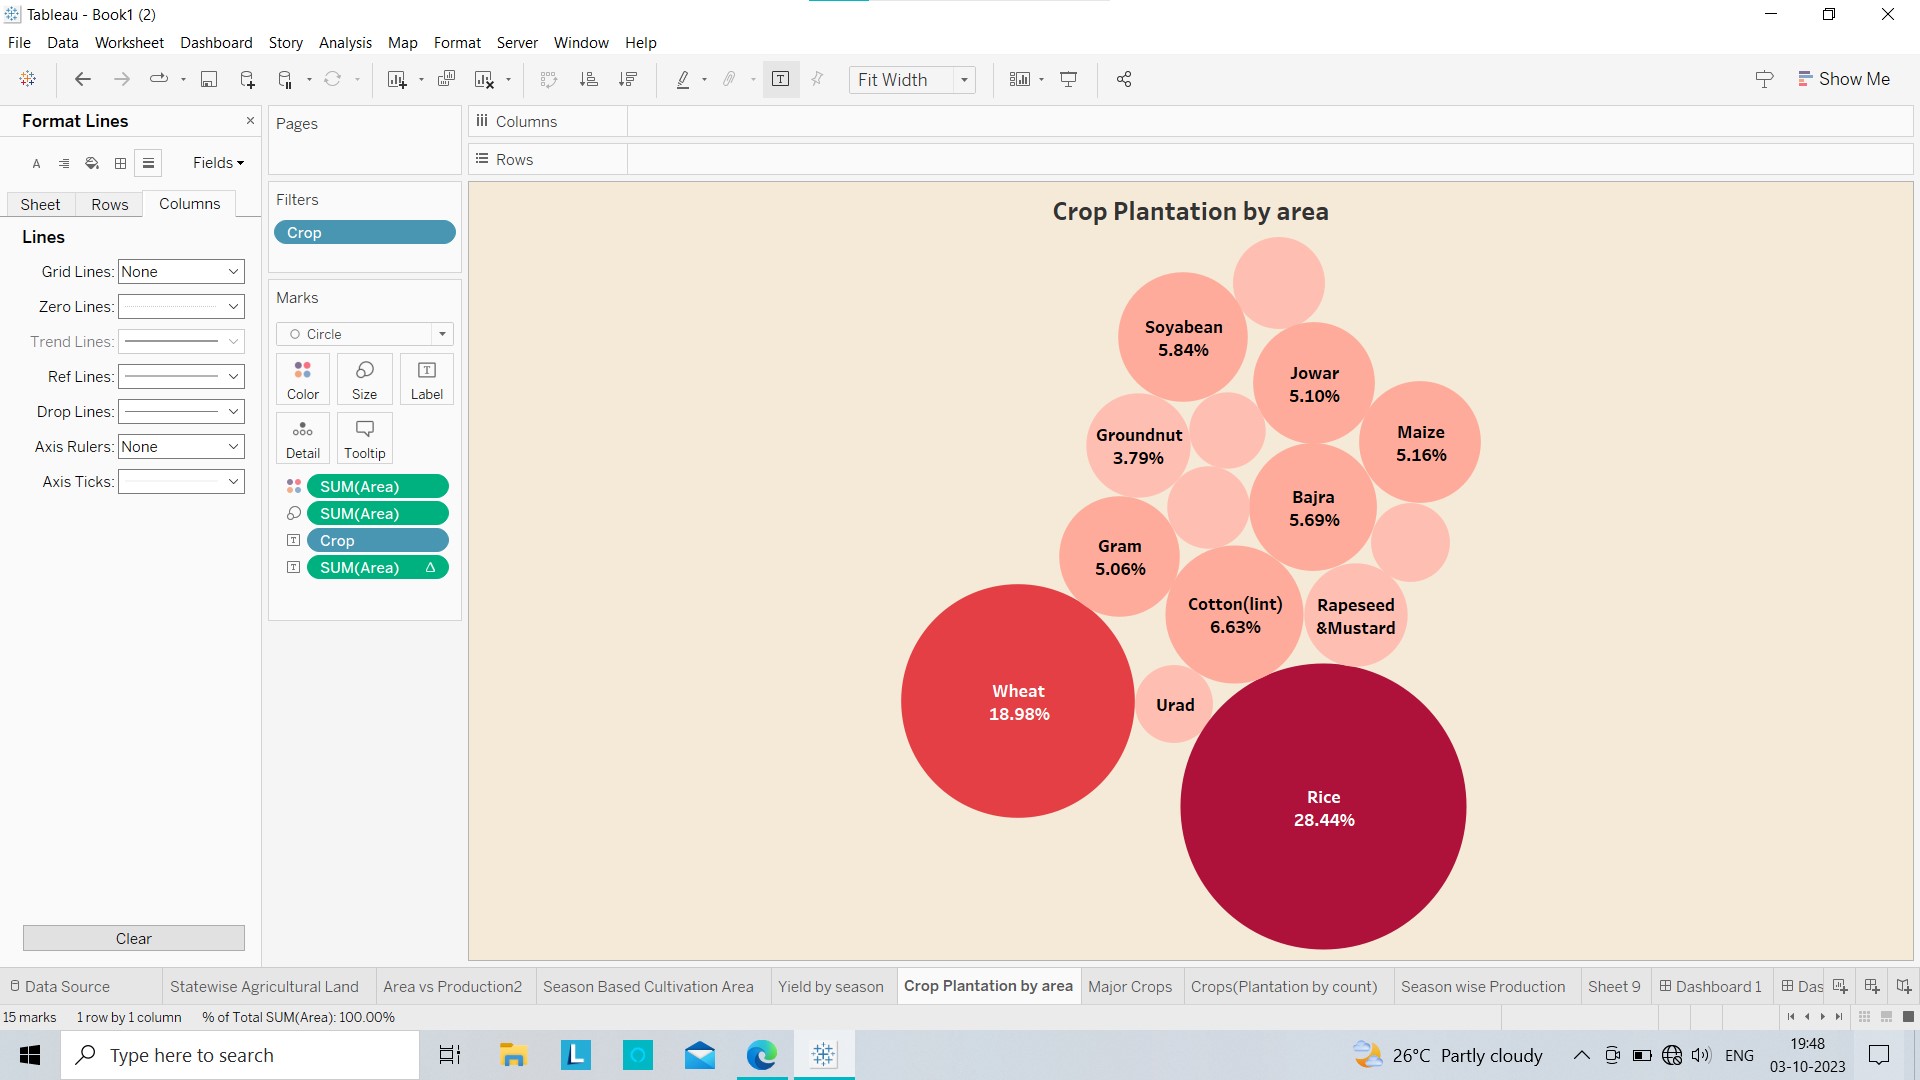 Tableau - Book1 (2)
File Data Worksheet Dashboard Story Analysis Map Format Server Window Help
Fit Width
Show Me
Format Lines
Fields
Sheet Rows Columns
Lines
Grid Lines: None
Zero Lines:
Trend Lines:
Ref Lines:
Drop Lines:
Axis Rulers: None
Axis Ticks:
Clear
Pages
Filters
Crop
Marks
Circle
Color Size Label
Detail Tooltip
SUM(Area)
SUM(Area)
Crop
SUM(Area) Δ
Columns
Rows
Crop Plantation by area
Soyabean
5.84%
Jowar
5.10%
Maize
5.16%
Groundnut
3.79%
Bajra
5.69%
Gram
5.06%
Cotton(lint)
6.63%
Rapeseed
&Mustard
Wheat
18.98%
Urad
Rice
28.44%
Data Source Statewise Agricultural Land Area vs Production2 Season Based Cultivation Area Yield by season Crop Plantation by area Major Crops Crops(Plantation by count) Season wise Production Sheet 9 Dashboard 1 Das
15 marks 1 row by 1 column % of Total SUM(Area): 100.00%
Type here to search
L
26°C Partly cloudy
ENG
19:48
03-10-2023